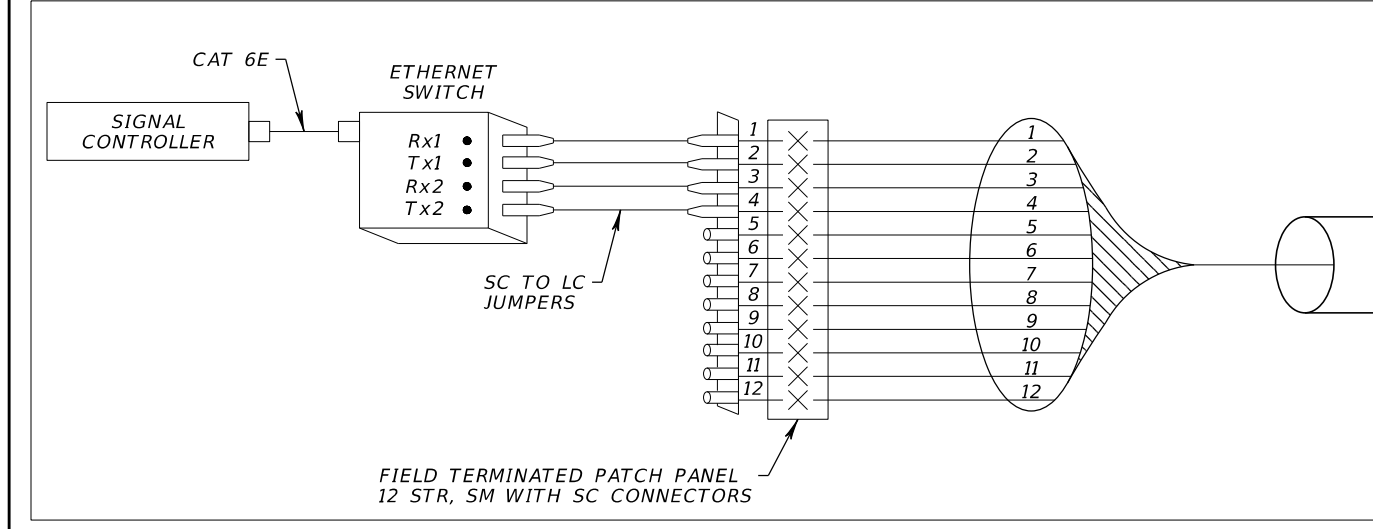 CAT 6E
ETHERNET
SWITCH
SIGNAL
CONTROLLER
Rx1
Tx1
Rx2
Tx2
1
2
3
4
5
6
7
8
9
10
11
12
1
2
3
4
5
6
7
8
9
10
11
12
SC TO LC
JUMPERS
FIELD TERMINATED PATCH PANEL
12 STR, SM WITH SC CONNECTORS